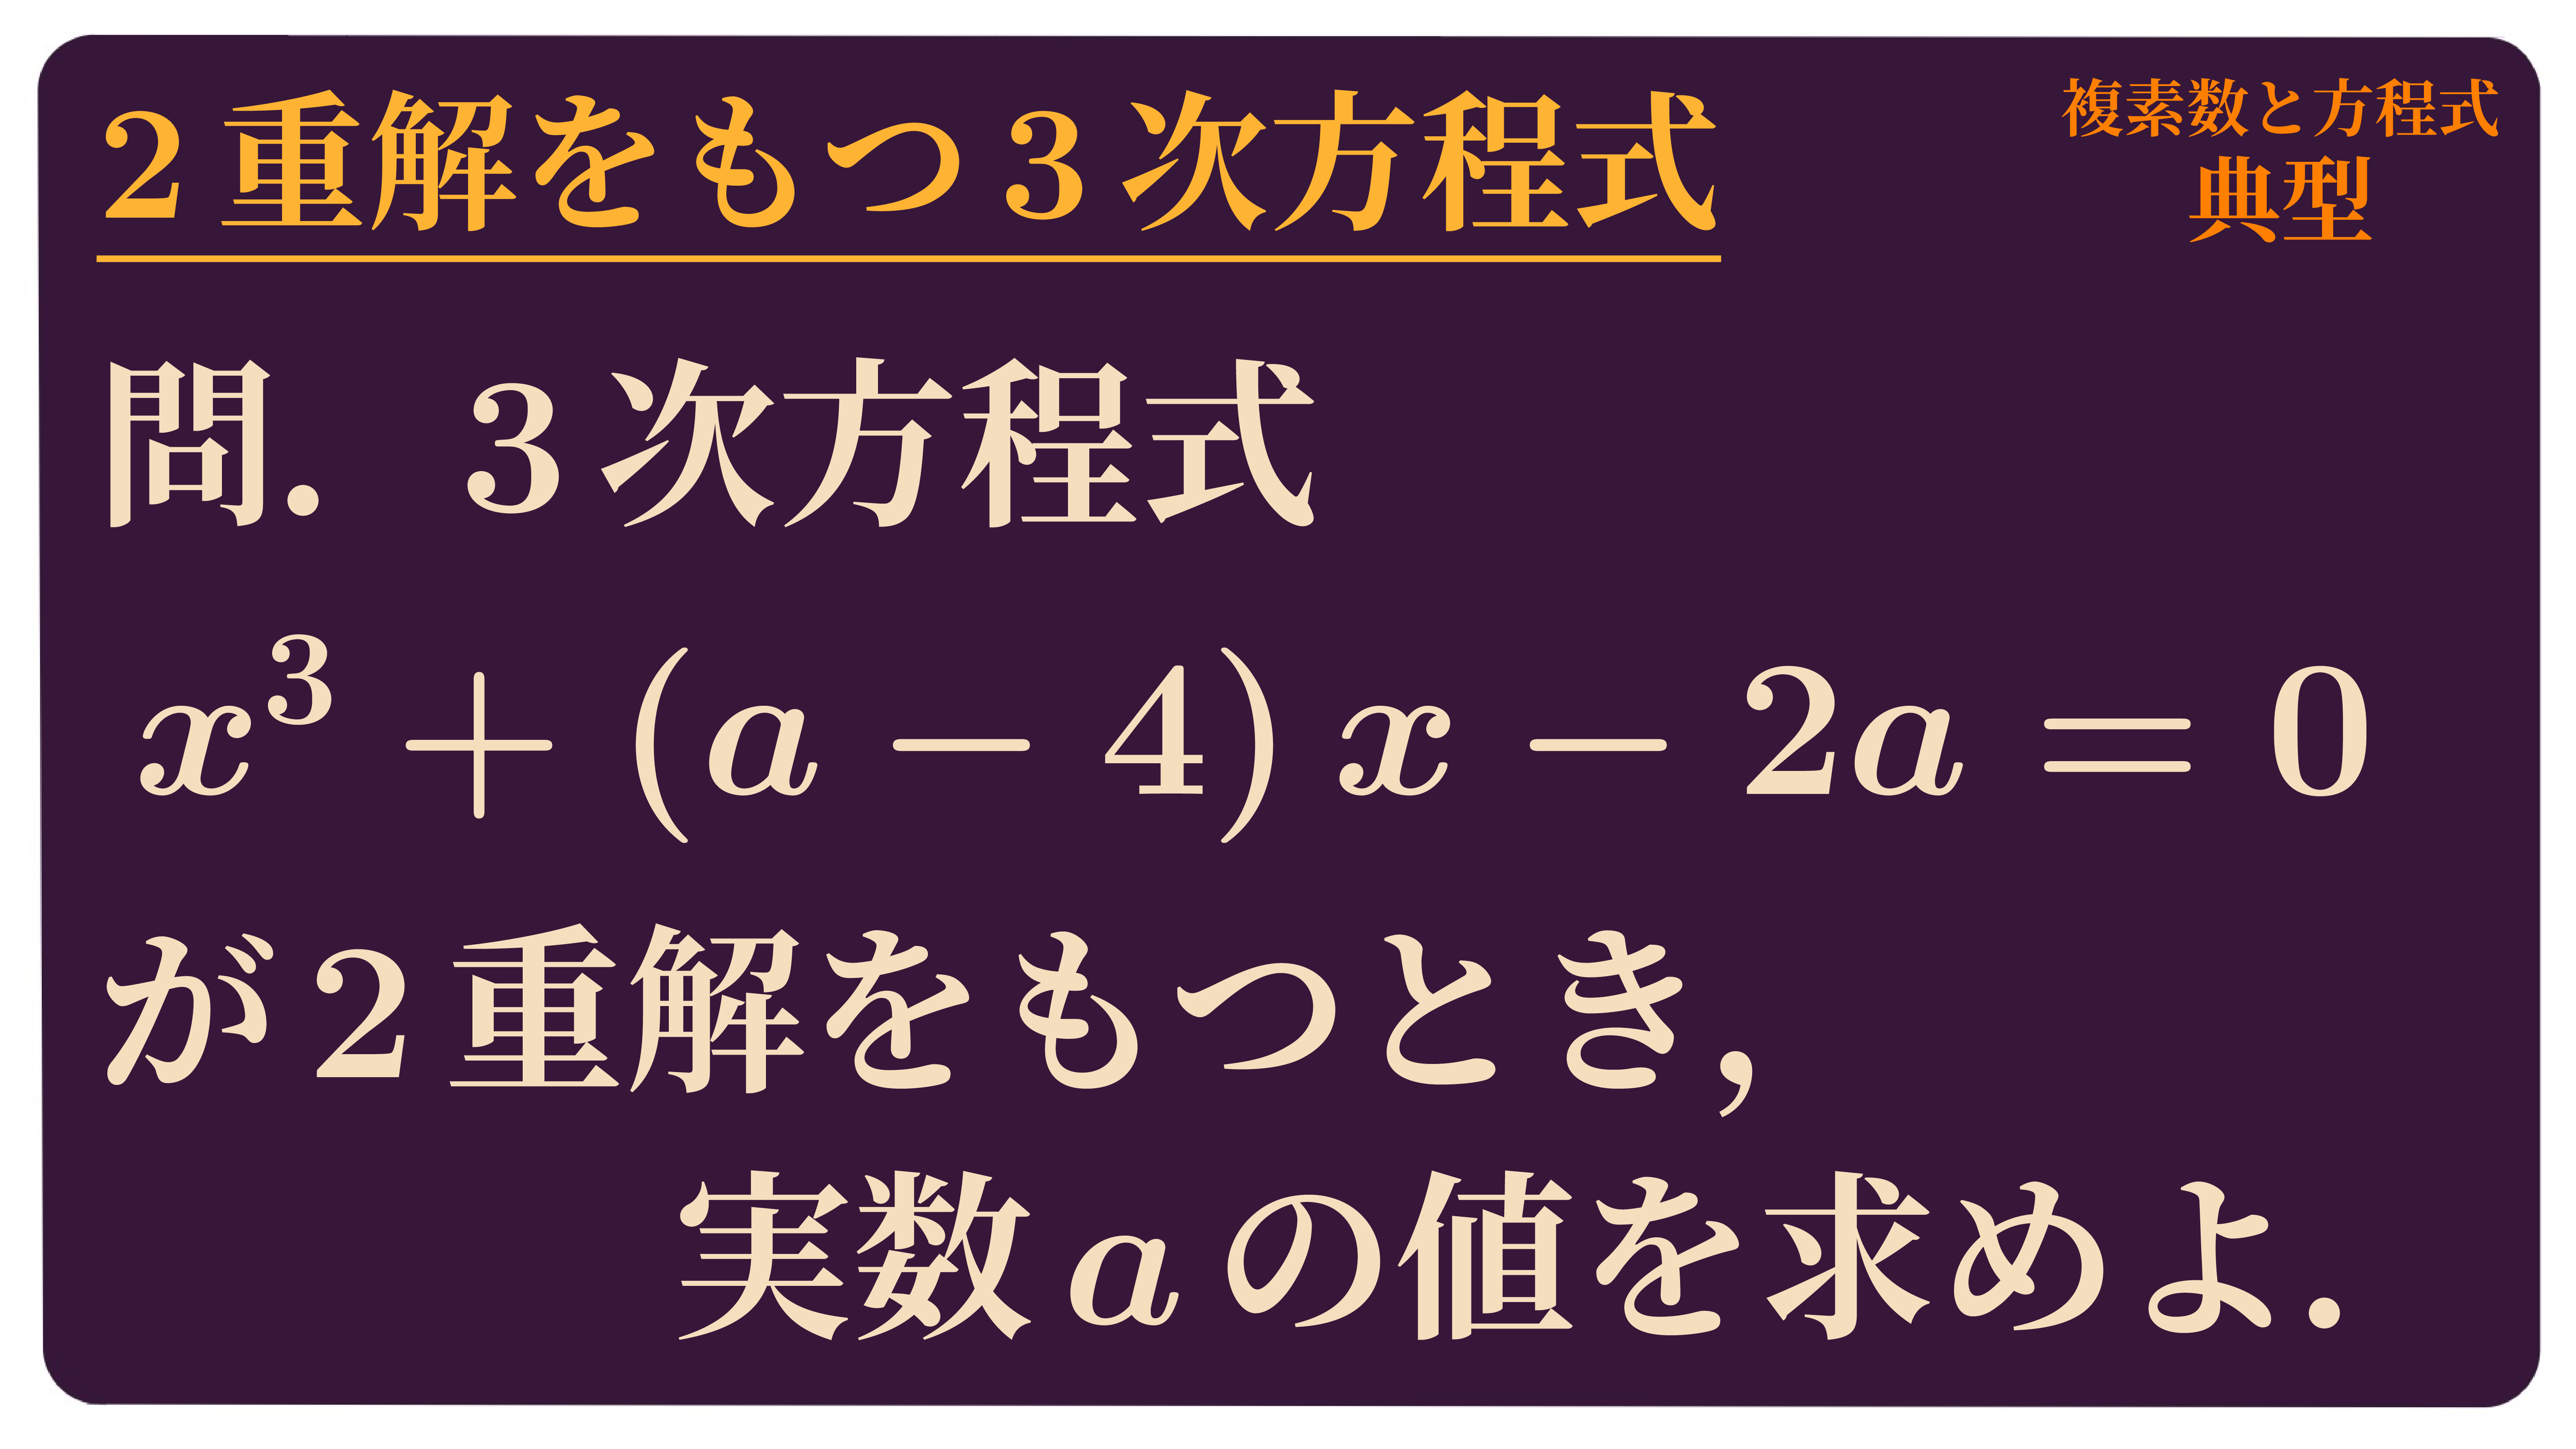 2重解をもつ3次方程式
複素数と方程式
典型
問. 3次方程式
x³ + (a − 4) x − 2a = 0
が2重解をもつとき,
実数aの値を求めよ.